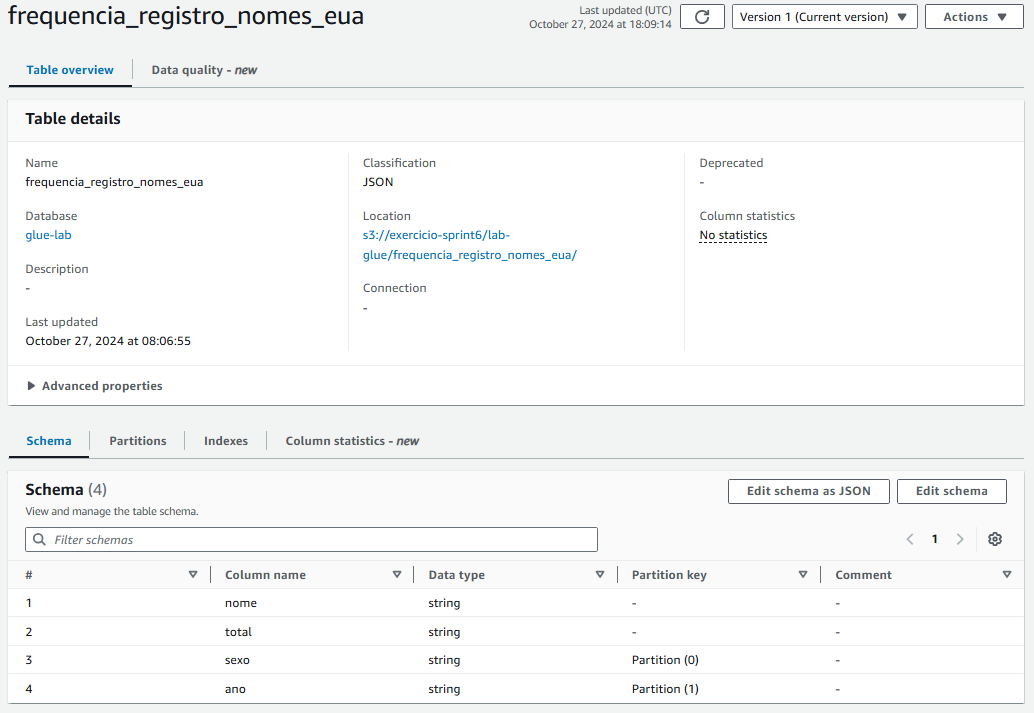 frequencia_registro_nomes_eua
Last updated (UTC)
October 27, 2024 at 18:09:14
Version 1 (Current version)
Actions
Table overview
Data quality - new
Table details
Name
frequencia_registro_nomes_eua
Database
glue-lab
Description
-
Last updated
October 27, 2024 at 08:06:55
Classification
JSON
Location
s3://exercicio-sprint6/lab-
glue/frequencia_registro_nomes_eua/
Connection
-
Deprecated
-
Column statistics
No statistics
Advanced properties
Schema
Partitions
Indexes
Column statistics - new
Schema (4)
View and manage the table schema.
Edit schema as JSON
Edit schema
Filter schemas
1
# Column name Data type Partition key Comment
1 nome string - -
2 total string - -
3 sexo string Partition (0) -
4 ano string Partition (1) -